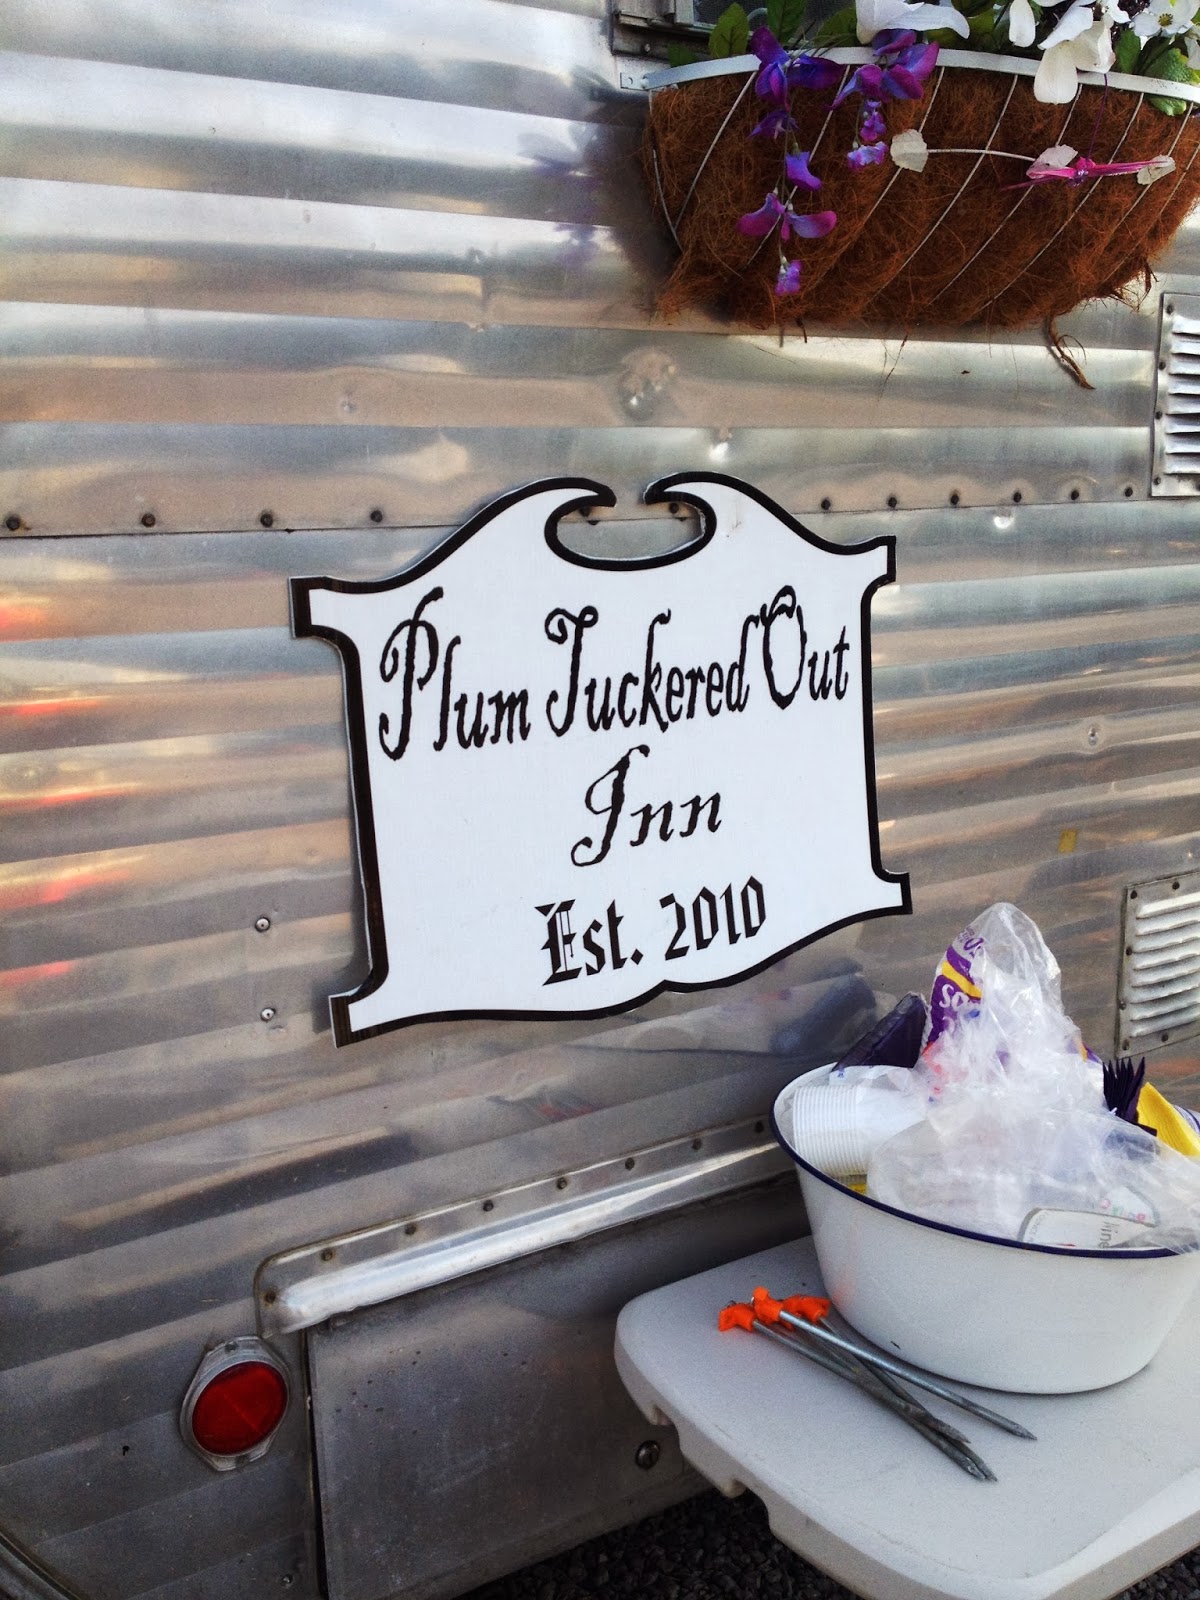 Plum Tuckered Out
Inn
Est. 2010